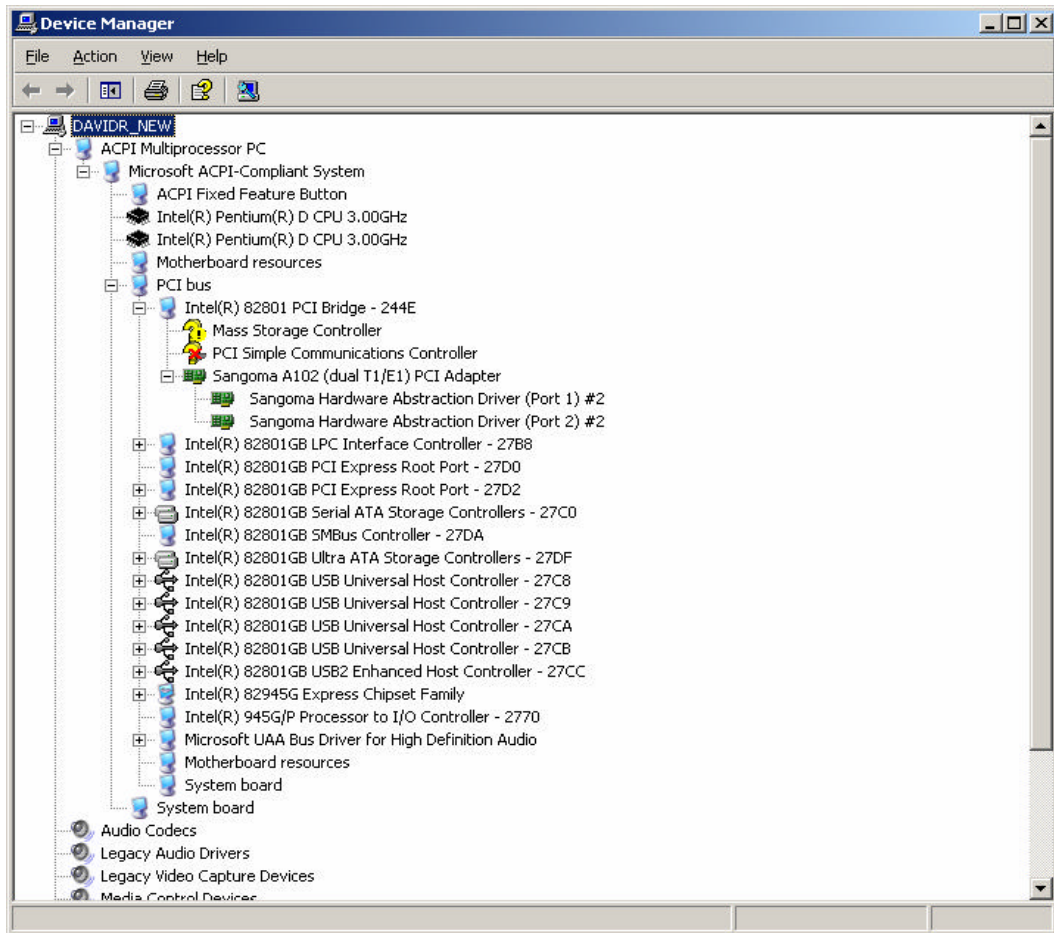 Device Manager
File Action View Help
DAVIDR_NEW
ACPI Multiprocessor PC
Microsoft ACPI-Compliant System
ACPI Fixed Feature Button
Intel(R) Pentium(R) D CPU 3.00GHz
Intel(R) Pentium(R) D CPU 3.00GHz
Motherboard resources
PCI bus
Intel(R) 82801 PCI Bridge - 244E
Mass Storage Controller
PCI Simple Communications Controller
Sangoma A102 (dual T1/E1) PCI Adapter
Sangoma Hardware Abstraction Driver (Port 1) #2
Sangoma Hardware Abstraction Driver (Port 2) #2
Intel(R) 82801GB LPC Interface Controller - 27B8
Intel(R) 82801GB PCI Express Root Port - 27D0
Intel(R) 82801GB PCI Express Root Port - 27D2
Intel(R) 82801GB Serial ATA Storage Controllers - 27C0
Intel(R) 82801GB SMBus Controller - 27DA
Intel(R) 82801GB Ultra ATA Storage Controllers - 27DF
Intel(R) 82801GB USB Universal Host Controller - 27C8
Intel(R) 82801GB USB Universal Host Controller - 27C9
Intel(R) 82801GB USB Universal Host Controller - 27CA
Intel(R) 82801GB USB Universal Host Controller - 27CB
Intel(R) 82801GB USB2 Enhanced Host Controller - 27CC
Intel(R) 82945G Express Chipset Family
Intel(R) 945G/P Processor to I/O Controller - 2770
Microsoft UAA Bus Driver for High Definition Audio
Motherboard resources
System board
System board
Audio Codecs
Legacy Audio Drivers
Legacy Video Capture Devices
Media Control Devices